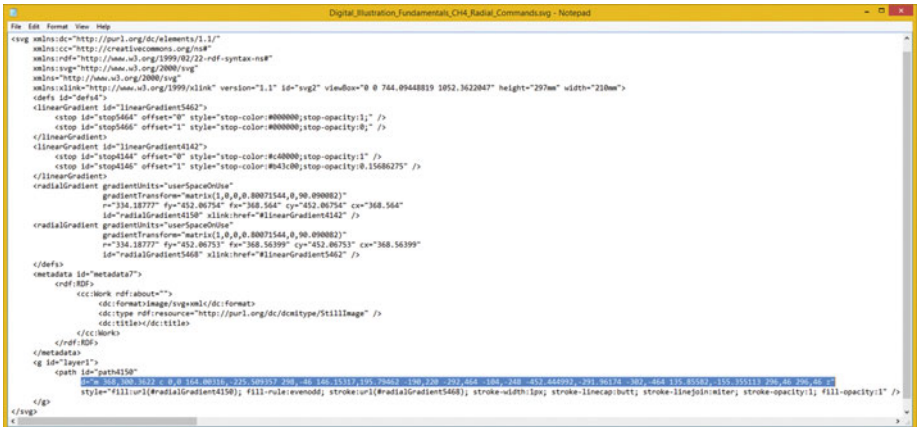 Digital_Illustration_Fundamentals_CH4_Radial_Commands.svg - Notepad
File Edit Format View Help
<svg xmlns:dc="http://purl.org/dc/elements/1.1/"
xmlns:cc="http://creativecommons.org/ns#"
xmlns:rdf="http://www.w3.org/1999/02/22-rdf-syntax-ns#"
xmlns:svg="http://www.w3.org/2000/svg"
xmlns="http://www.w3.org/2000/svg"
xmlns:xlink="http://www.w3.org/1999/xlink" version="1.1" id="svg2" viewBox="0 0 744.09448819 1052.3622047" height="297mm" width="210mm">
<defs id="defs4">
<linearGradient id="linearGradient5462">
<stop id="stop5464" offset="0" style="stop-color:#000000;stop-opacity:1;" />
<stop id="stop5466" offset="1" style="stop-color:#000000;stop-opacity:0;" />
</linearGradient>
<linearGradient id="linearGradient4142">
<stop id="stop4144" offset="0" style="stop-color:#c40000;stop-opacity:1" />
<stop id="stop4146" offset="1" style="stop-color:#b43c00;stop-opacity:0.15686275" />
</linearGradient>
<radialGradient gradientUnits="userSpaceOnUse"
gradientTransform="matrix(1,0,0,0.80071544,0,90.090082)"
r="334.18777" fy="452.06754" fx="368.564" cy="452.06754" cx="368.564"
id="radialGradient4150" xlink:href="#linearGradient4142" />
<radialGradient gradientUnits="userSpaceOnUse"
gradientTransform="matrix(1,0,0,0.80071544,0,90.090082)"
r="334.18777" fy="452.06753" fx="368.56399" cy="452.06753" cx="368.56399"
id="radialGradient5468" xlink:href="#linearGradient5462" />
</defs>
<metadata id="metadata7">
<rdf:RDF>
<cc:Work rdf:about="">
<dc:format>image/svg+xml</dc:format>
<dc:type rdf:resource="http://purl.org/dc/dcmitype/StillImage" />
<dc:title></dc:title>
</cc:Work>
</rdf:RDF>
</metadata>
<g id="layer1">
<path id="path4150"
d="m 368,300.3622 c 0,0 164.00316,-225.509357 298,-46 146.15317,195.79462 -190,220 -292,464 -104,-248 -452.444992,-291.96174 -302,-464 135.85582,-155.355113 296,46 296,46 z"
style="fill:url(#radialGradient4150); fill-rule:evenodd; stroke:url(#radialGradient5468); stroke-width:1px; stroke-linecap:butt; stroke-linejoin:miter; stroke-opacity:1; fill-opacity:1" />
</g>
</svg>